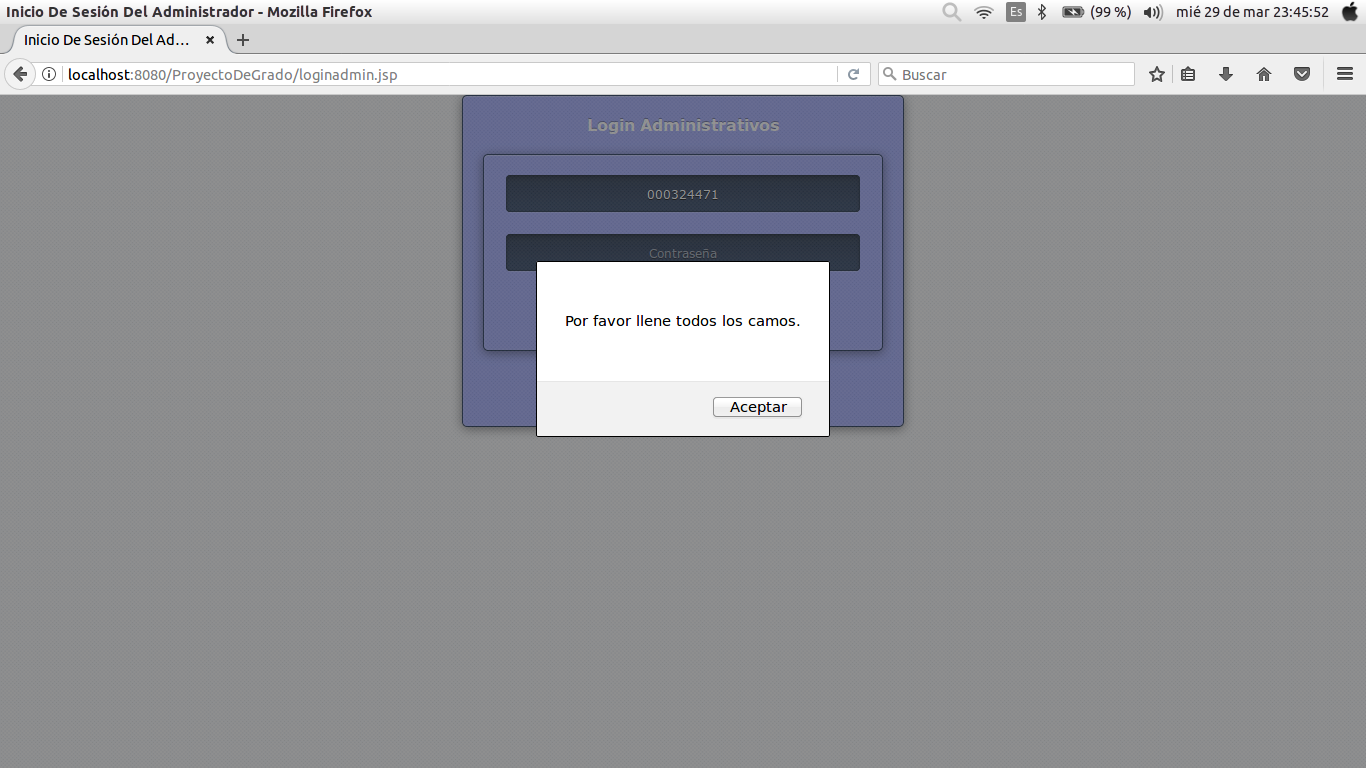 Inicio De Sesión Del Administrador - Mozilla Firefox
Es
(99 %)
mié 29 de mar 23:45:52
Inicio De Sesión Del Ad...
localhost:8080/ProyectoDeGrado/loginadmin.jsp
Buscar
Login Administrativos
000324471
Contraseña
Por favor llene todos los camos.
Aceptar